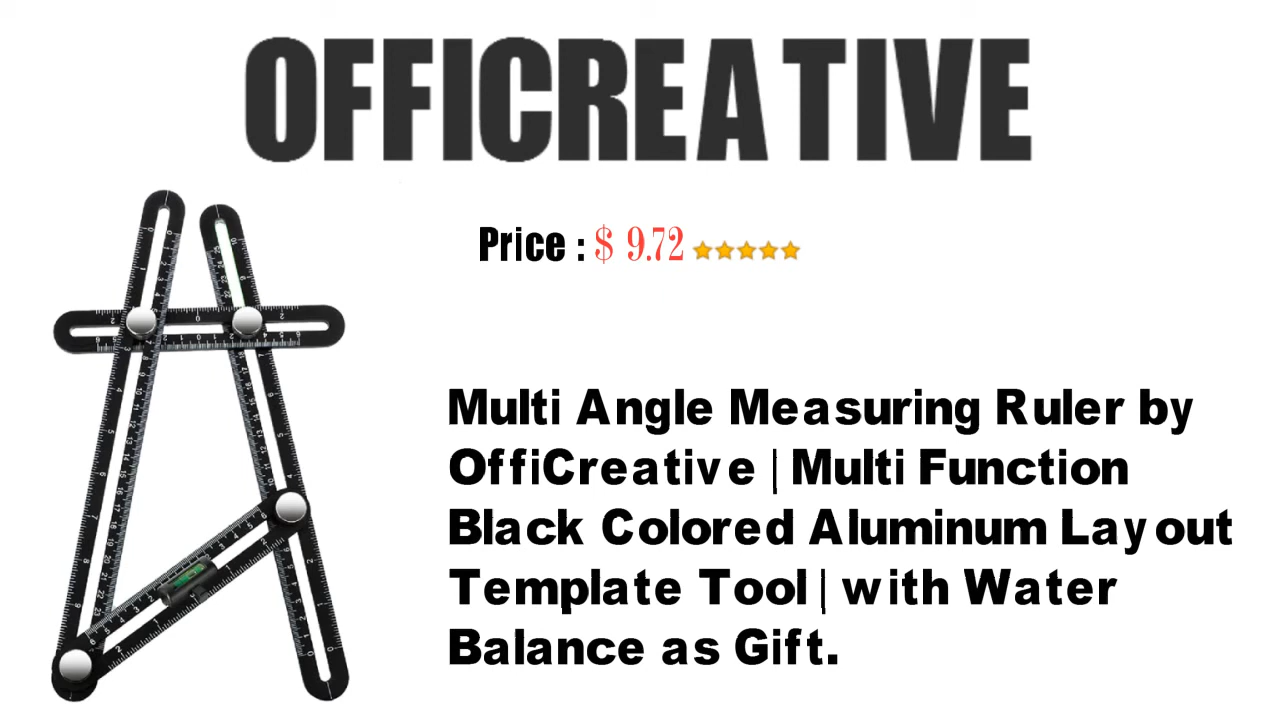 OFFICREATIVE
Price : $ 9.72
Multi Angle Measuring Ruler by
OffiCreative | Multi Function
Black Colored Aluminum Layout
Template Tool| with Water
Balance as Gift.